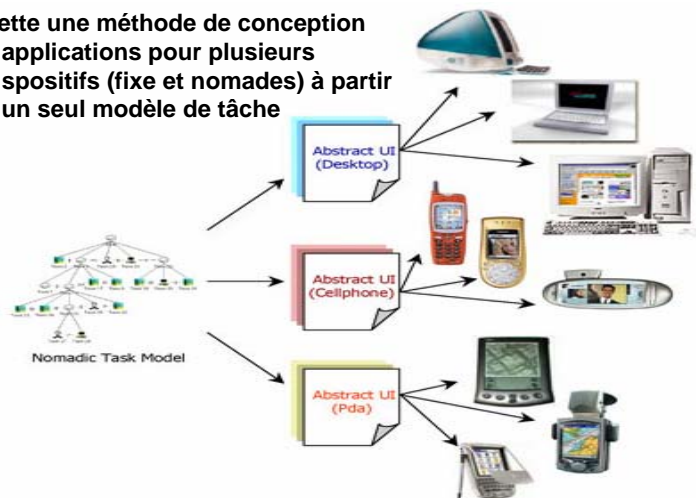 ette une méthode de conception
applications pour plusieurs
spositifs (fixe et nomades) à partir
un seul modèle de tâche
Abstract UI
(Desktop)
Abstract UI
(Cellphone)
Nomadic Task Model
Abstract UI
(Pda)